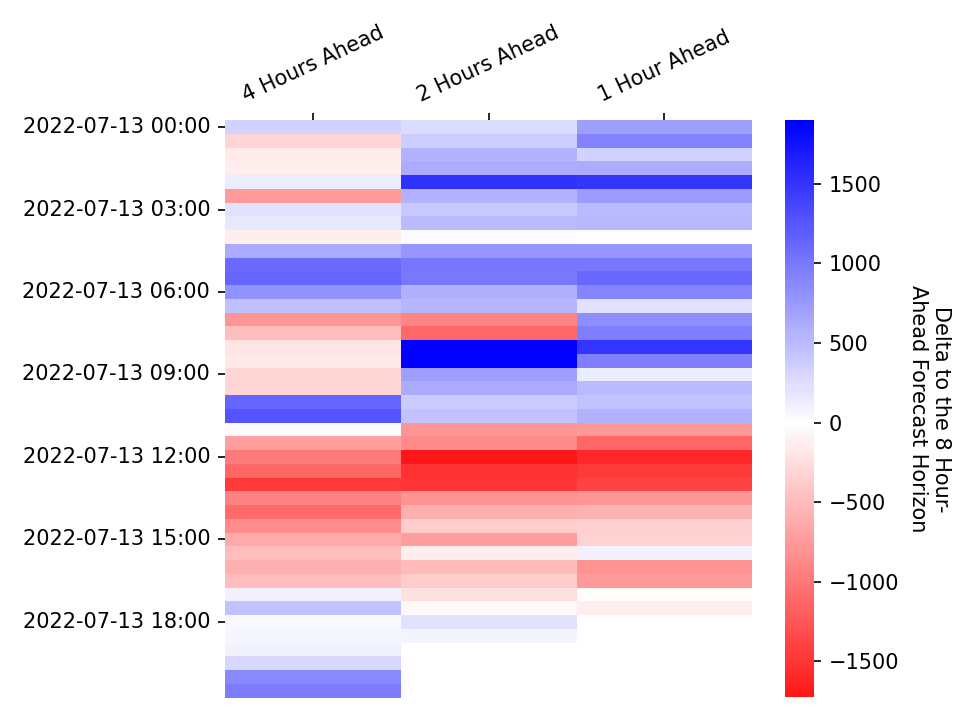 4 Hours Ahead
2 Hours Ahead
1 Hour Ahead
2022-07-13 00:00
2022-07-13 03:00
2022-07-13 06:00
2022-07-13 09:00
2022-07-13 12:00
2022-07-13 15:00
2022-07-13 18:00
1500
1000
500
0
−500
−1000
−1500
Delta to the 8 Hour-
Ahead Forecast Horizon